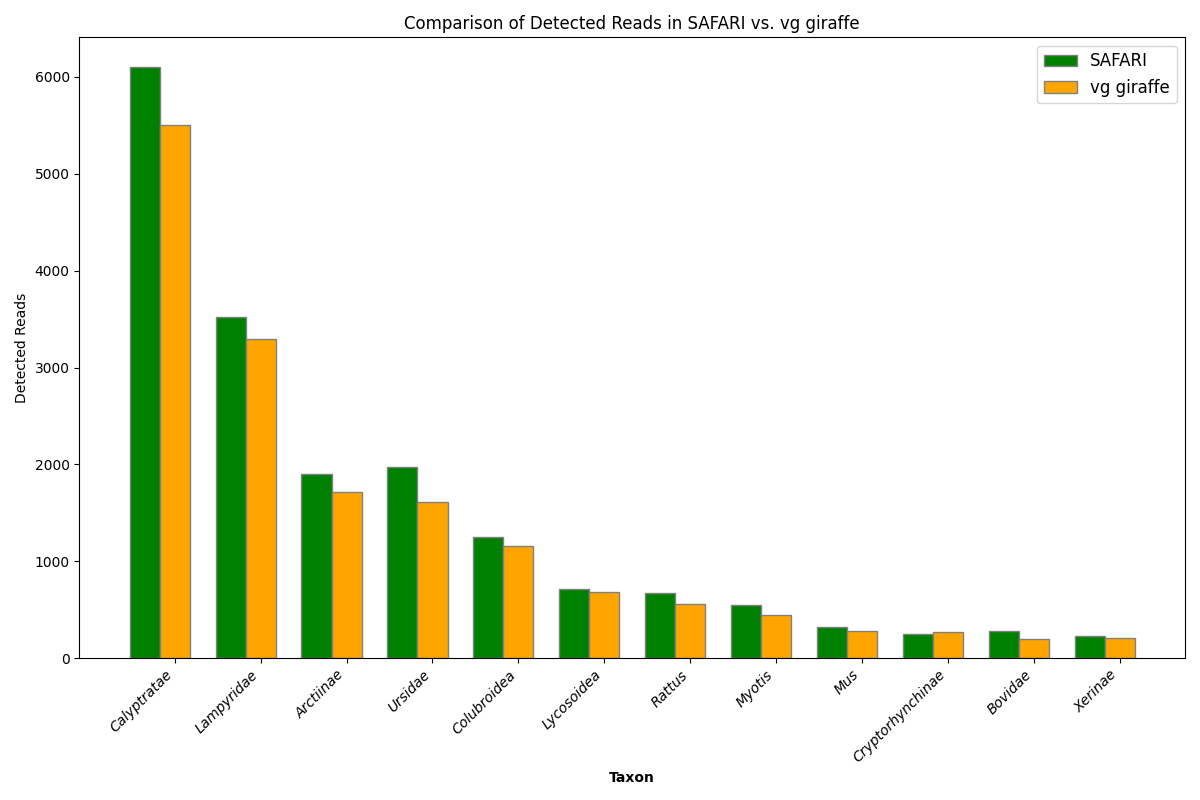 Comparison of Detected Reads in SAFARI vs. vg giraffe
SAFARI
vg giraffe
6000
5000
4000
3000
2000
1000
0
Detected Reads
Calyptratae
Lampyridae
Arctiinae
Ursidae
Colubroidea
Lycosoidea
Rattus
Myotis
Mus
Cryptorhynchinae
Bovidae
Xerinae
Taxon